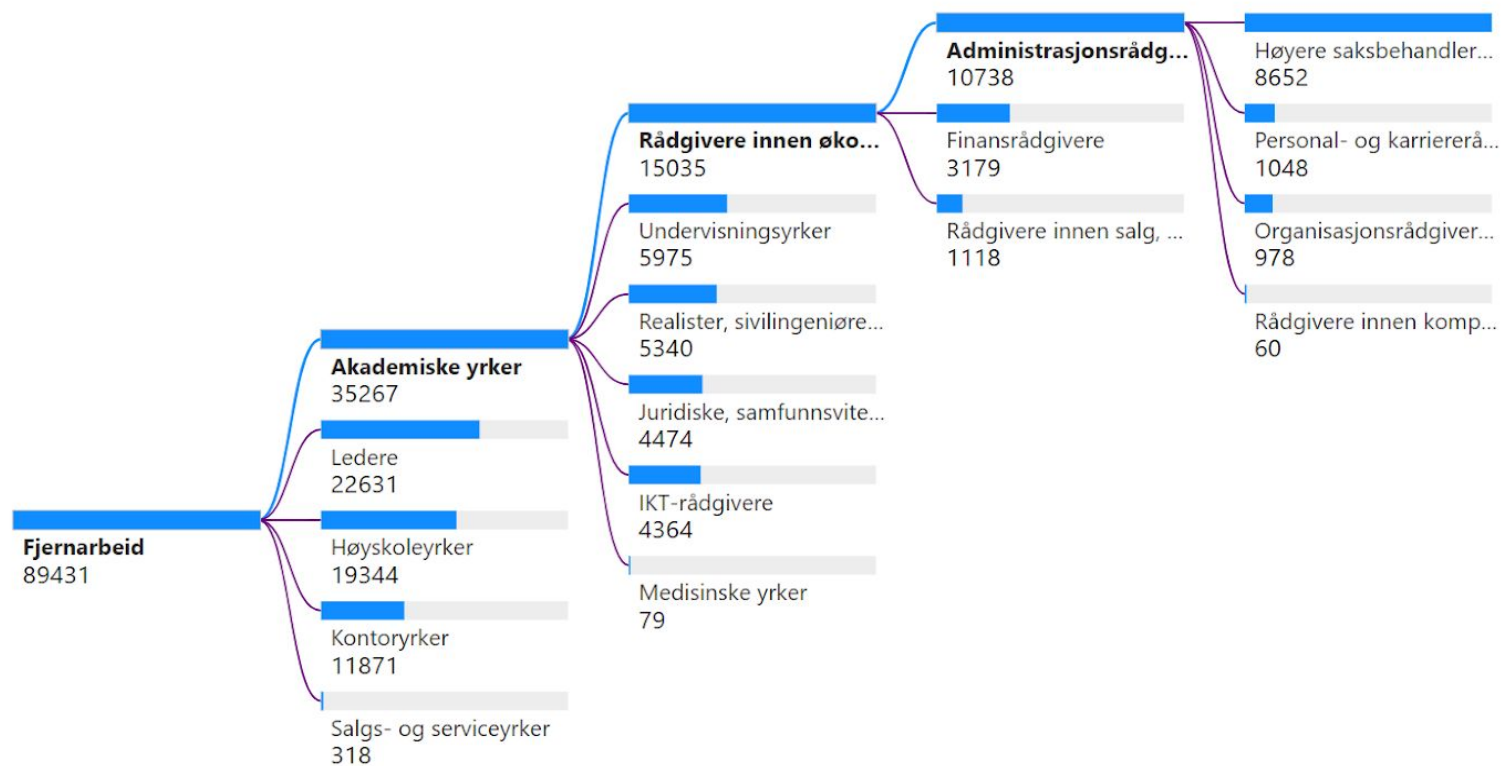 Fjernarbeid
89431
Akademiske yrker
35267
Ledere
22631
Høyskoleyrker
19344
Kontoryrker
11871
Salgs- og serviceyrker
318
Rådgivere innen øko...
15035
Undervisningsyrker
5975
Realister, sivilingeniøre...
5340
Juridiske, samfunnsvite...
4474
IKT-rådgivere
4364
Medisinske yrker
79
Administrasjonsrådg...
10738
Finansrådgivere
3179
Rådgivere innen salg, ...
1118
Høyere saksbehandler...
8652
Personal- og karriererå...
1048
Organisasjonsrådgiver...
978
Rådgivere innen komp...
60